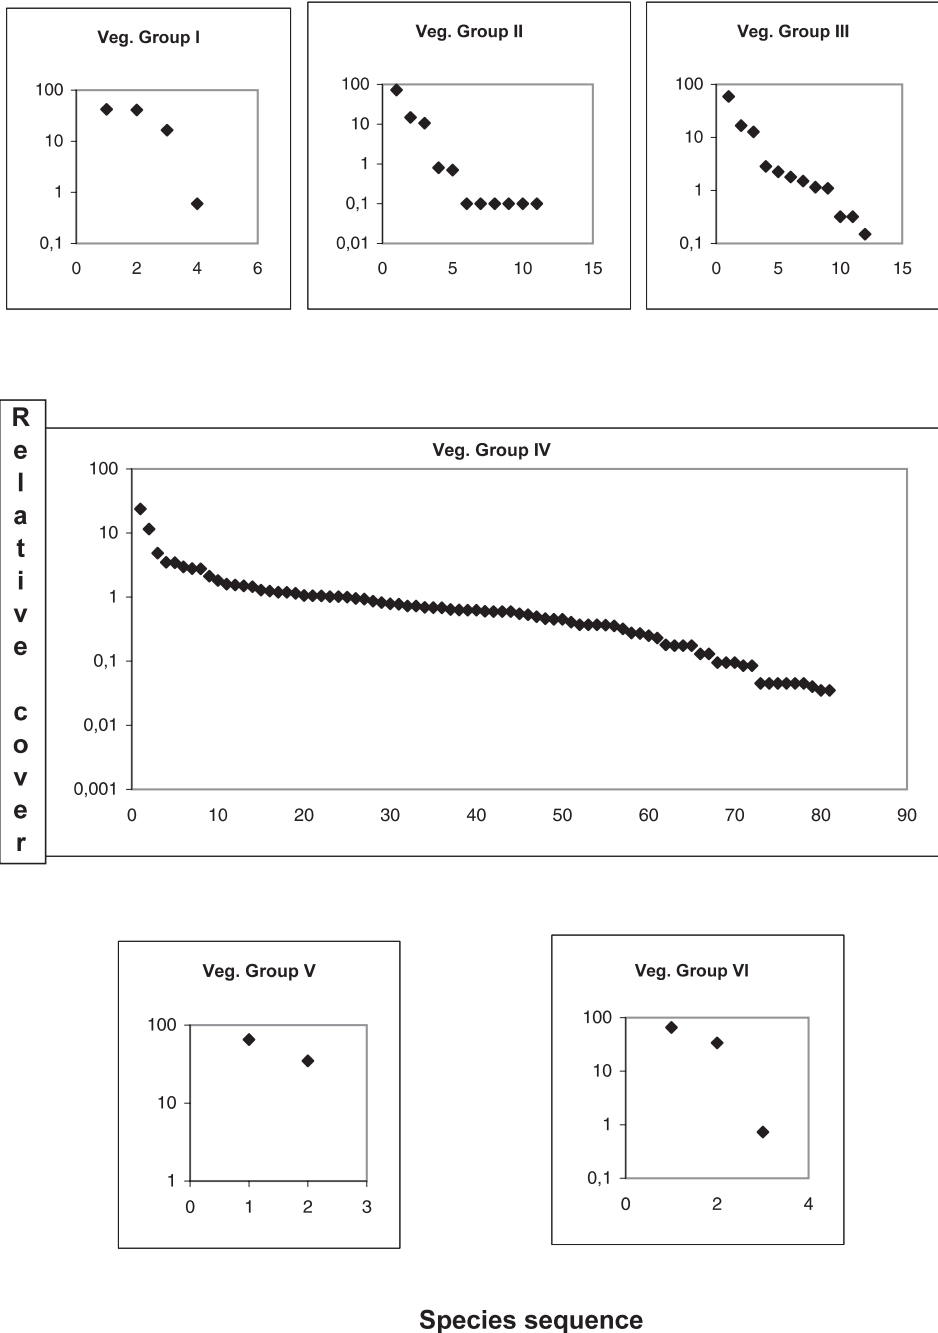 Veg. Group I
100
10
1
0,1
0 2 4 6
Veg. Group II
100
10
1
0,1
0,01
0 5 10 15
Veg. Group III
100
10
1
0,1
0 5 10 15
Relative cover
Veg. Group IV
100
10
1
0,1
0,01
0,001
0 10 20 30 40 50 60 70 80 90
Veg. Group V
100
10
1
0 1 2 3
Veg. Group VI
100
10
1
0,1
0 2 4
Species sequence